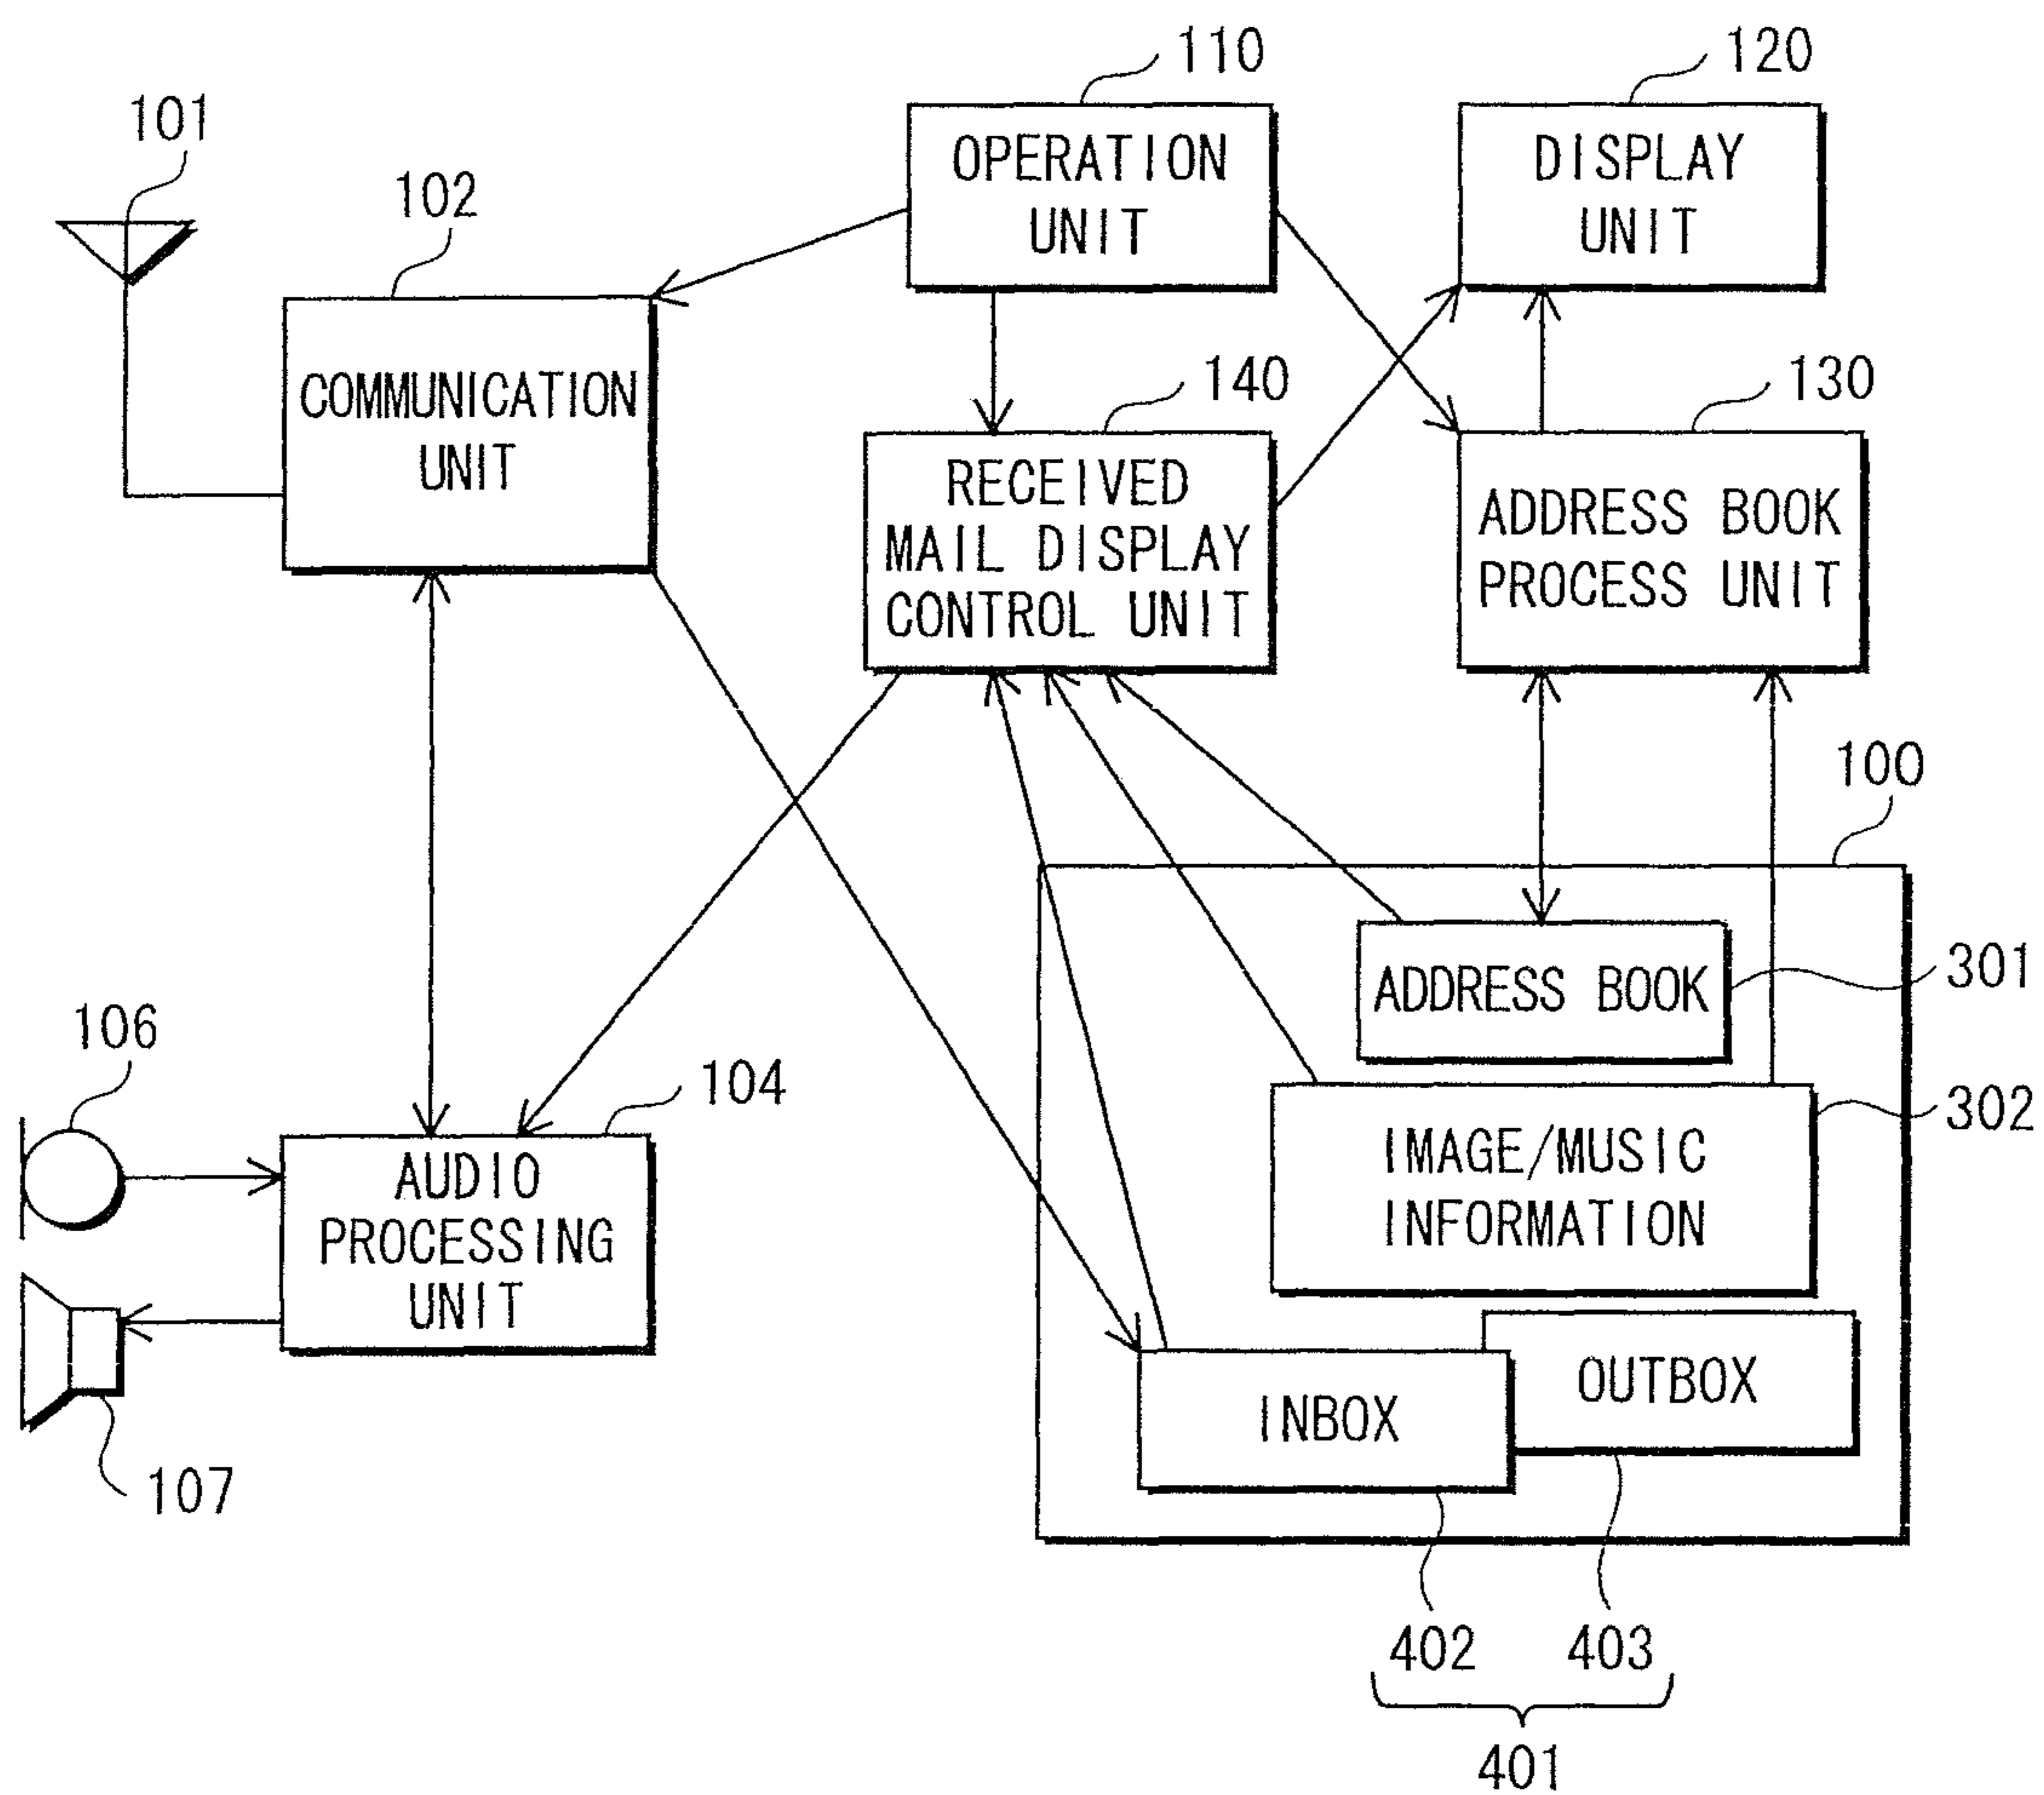 110
120
101
102
OPERATION
UNIT
DISPLAY
UNIT
COMMUNICATION
UNIT
140
130
RECEIVED
MAIL DISPLAY
CONTROL UNIT
ADDRESS BOOK
PROCESS UNIT
100
ADDRESS BOOK
301
106
104
302
AUDIO
PROCESSING
UNIT
IMAGE/MUSIC
INFORMATION
OUTBOX
INBOX
107
402
403
401